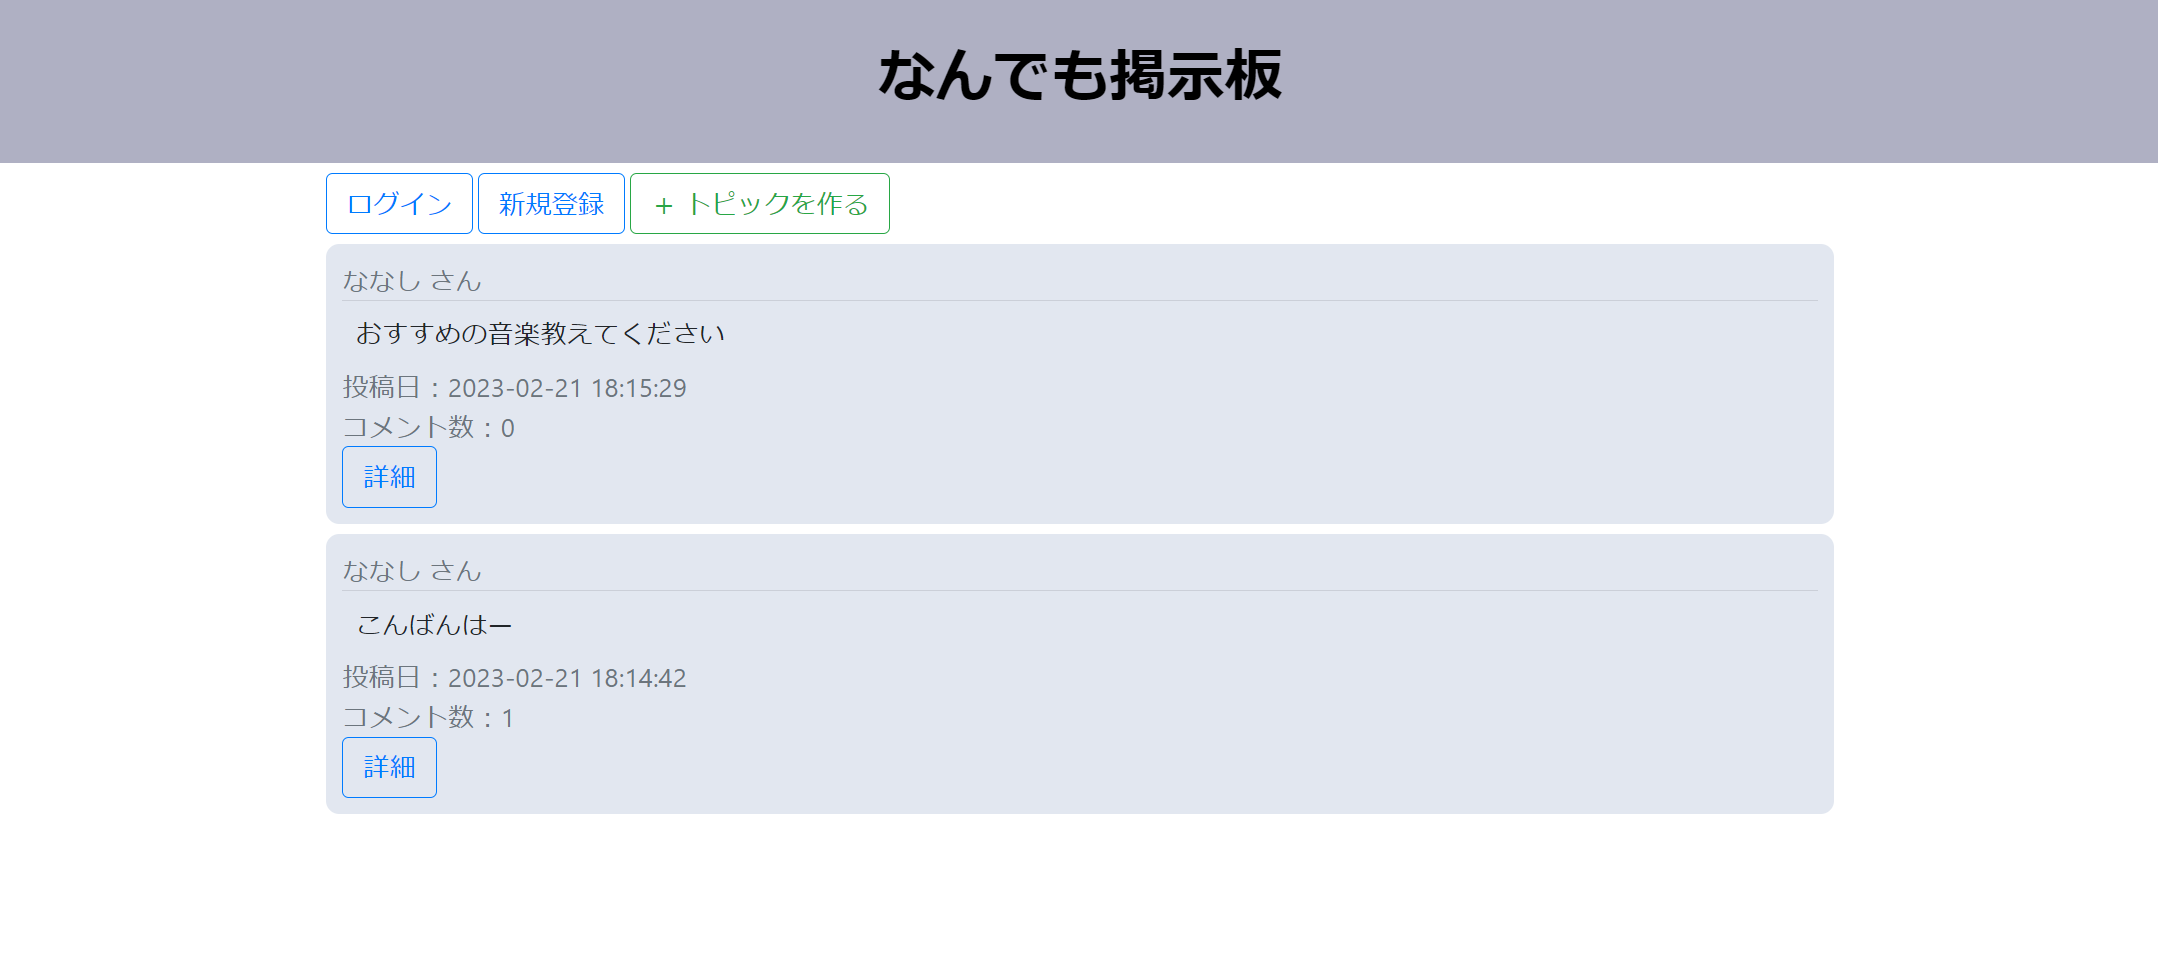 なんでも掲示板
ログイン 新規登録 + トピックを作る
ななし さん
おすすめの音楽教えてください
投稿日：2023-02-21 18:15:29
コメント数：0
詳細
ななし さん
こんばんはー
投稿日：2023-02-21 18:14:42
コメント数：1
詳細